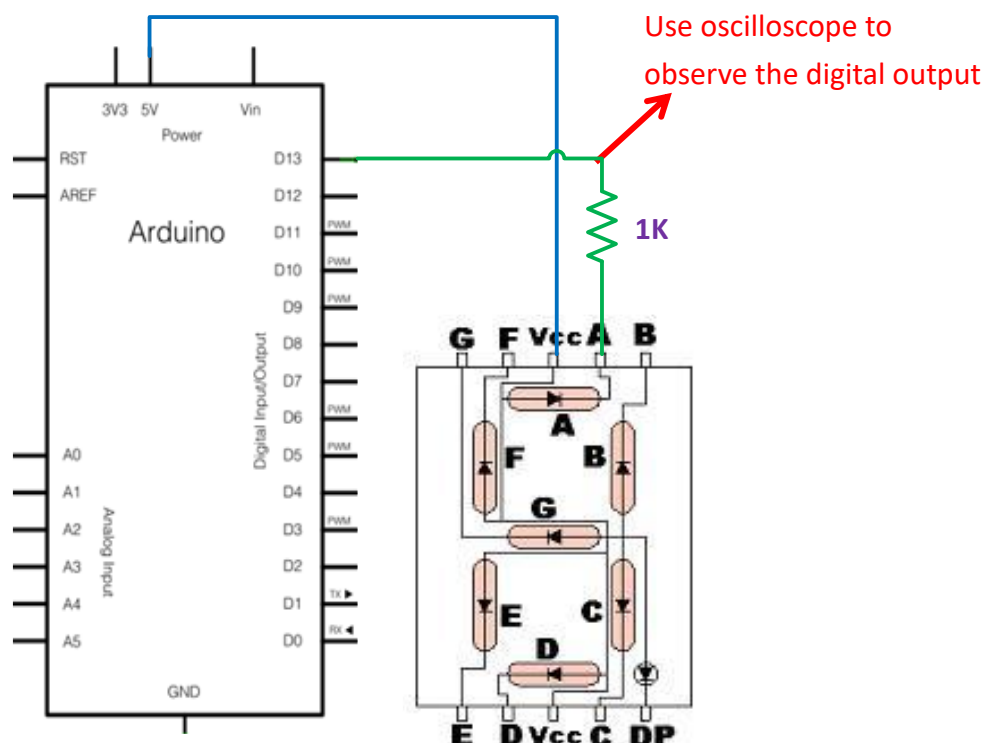 Use oscilloscope to
observe the digital output
3V3 5V Vin
Power
RST D13
AREF D12
Arduino
D11 PWM
D10 PWM
D9 PWM
D8
D7
D6 PWM
A0 D5 PWM
A1 D4
A2 D3 PWM
A3 D2
A4 D1 TX ▶
A5 D0 RX ◀
Digital Input/Output
Analog Input
GND
1K
G F Vcc A B
A
F B
G
E C
D
E D Vcc C DP